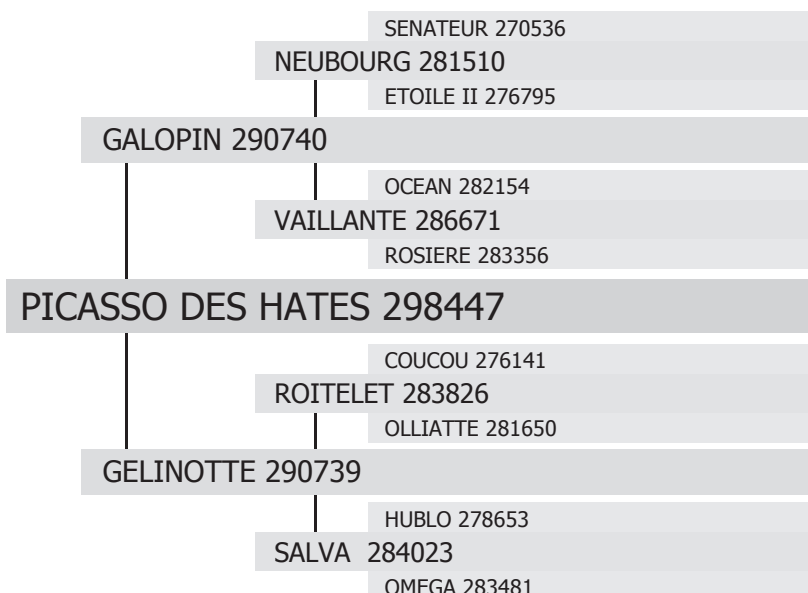 SENATEUR 270536
NEUBOURG 281510
ETOILE II 276795
GALOPIN 290740
OCEAN 282154
VAILLANTE 286671
ROSIERE 283356
PICASSO DES HATES 298447
COUCOU 276141
ROITELET 283826
OLLIATTE 281650
GELINOTTE 290739
HUBLO 278653
SALVA 284023
OMEGA 283481